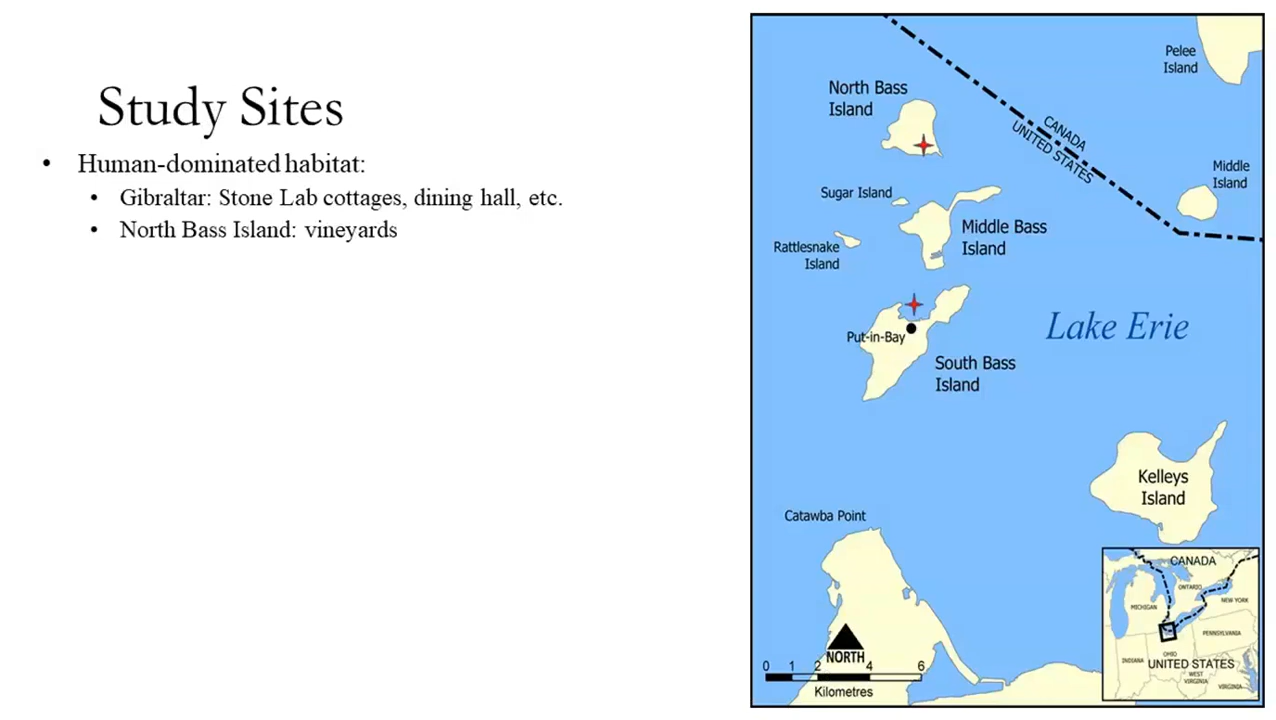 Study Sites
• Human-dominated habitat:
• Gibraltar: Stone Lab cottages, dining hall, etc.
• North Bass Island: vineyards
Pelee
Island
North Bass
Island
CANADA
UNITED STATES
Middle
Island
Sugar Island
Middle Bass
Island
Rattlesnake
Island
Lake Erie
Put-in-Bay
South Bass
Island
Kelleys
Island
Catawba Point
NORTH
0 1 2 4 6
Kilometres
CANADA
ONTARIO
NEW YORK
MICHIGAN
PENNSYLVANIA
OHIO
INDIANA
UNITED STATES
WEST
VIRGINIA
VIRGINIA